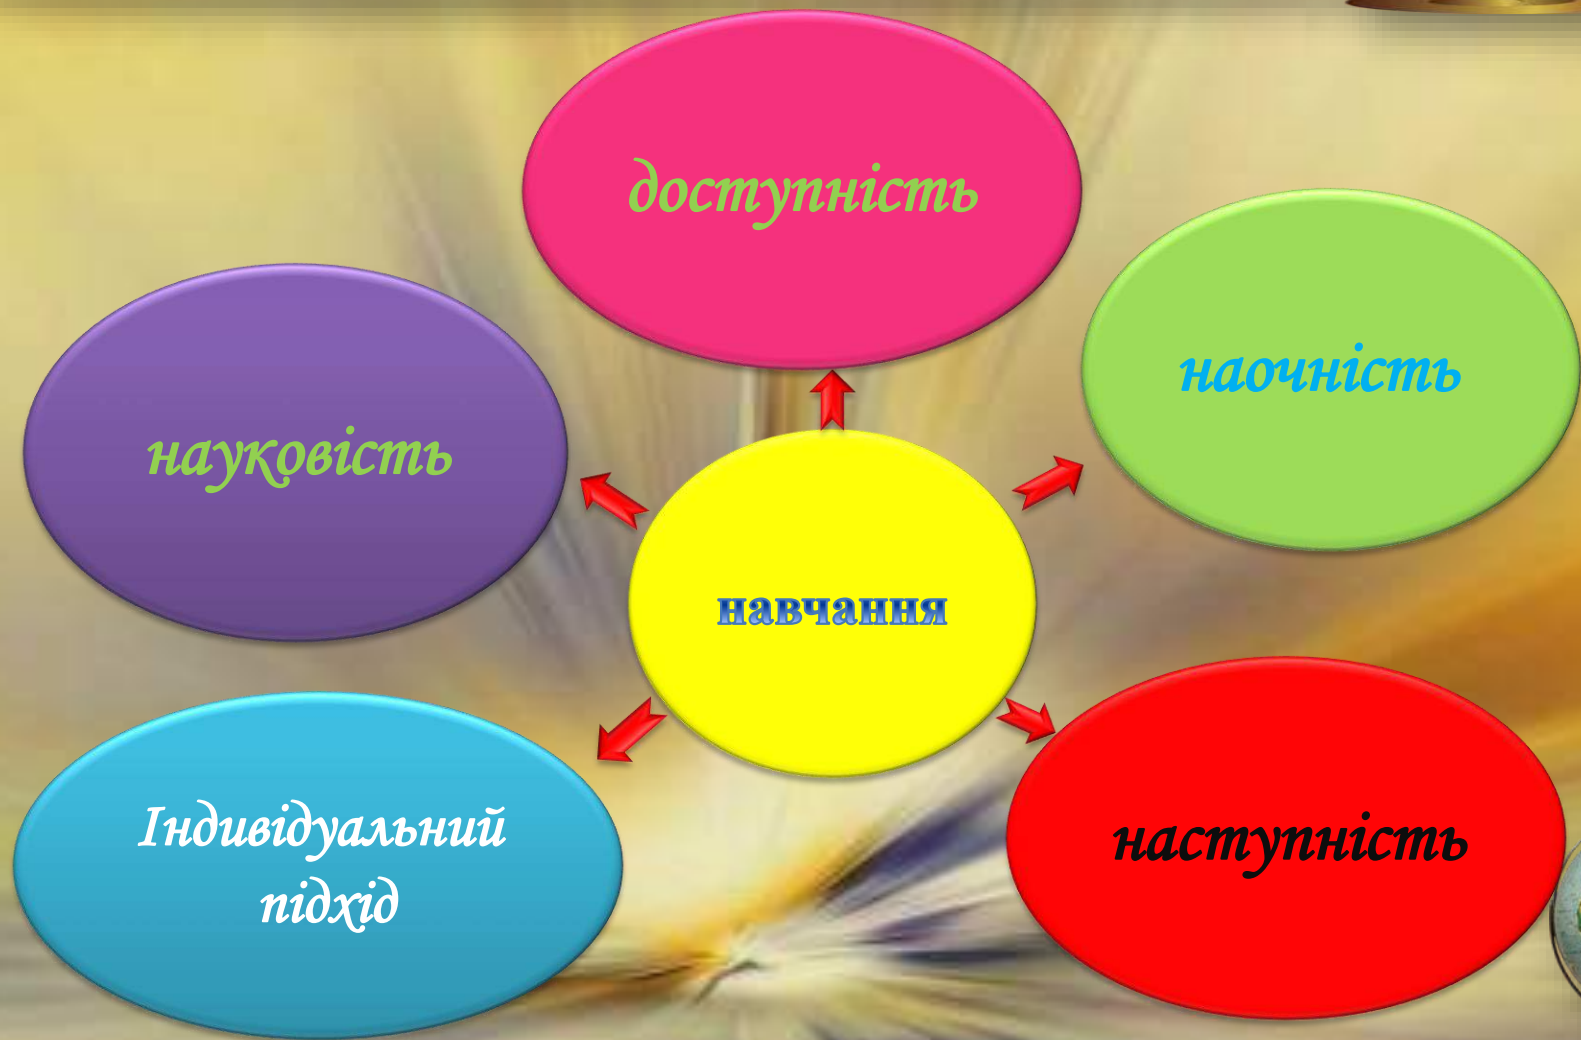 доступність
наочність
науковість
навчання
Індивідуальний
підхід
наступність